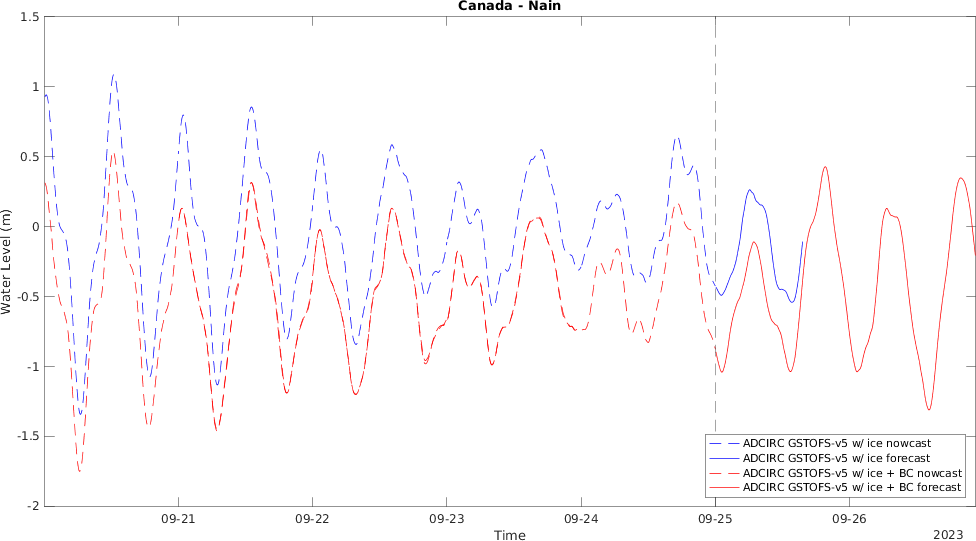 Canada - Nain
1.5
1
0.5
0
-0.5
-1
-1.5
-2
Water Level (m)
ADCIRC GSTOFS-v5 w/ ice nowcast
ADCIRC GSTOFS-v5 w/ ice forecast
ADCIRC GSTOFS-v5 w/ ice + BC nowcast
ADCIRC GSTOFS-v5 w/ ice + BC forecast
09-21 09-22 09-23 09-24 09-25 09-26
Time
2023